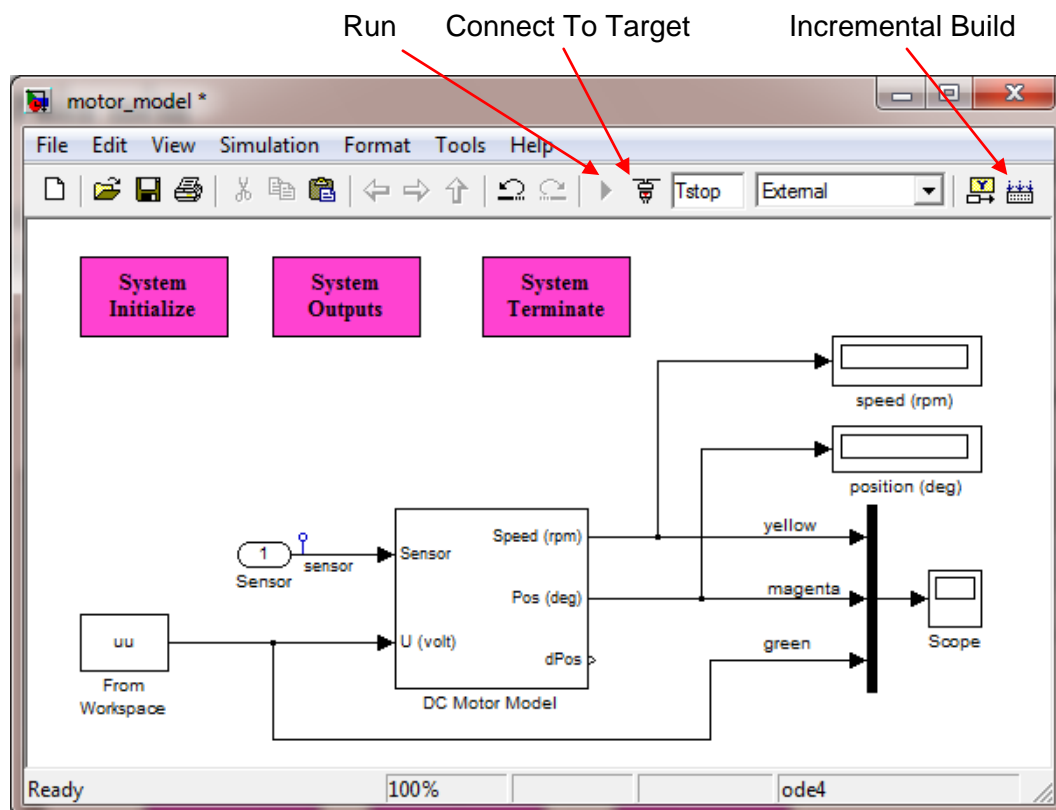 Run Connect To Target Incremental Build
motor_model *
File Edit View Simulation Format Tools Help
Tstop External
System
Initialize
System
Outputs
System
Terminate
speed (rpm)
position (deg)
1
Sensor
sensor
Sensor
U (volt)
Speed (rpm)
Pos (deg)
dPos
DC Motor Model
yellow
magenta
green
Scope
uu
From
Workspace
Ready 100% ode4